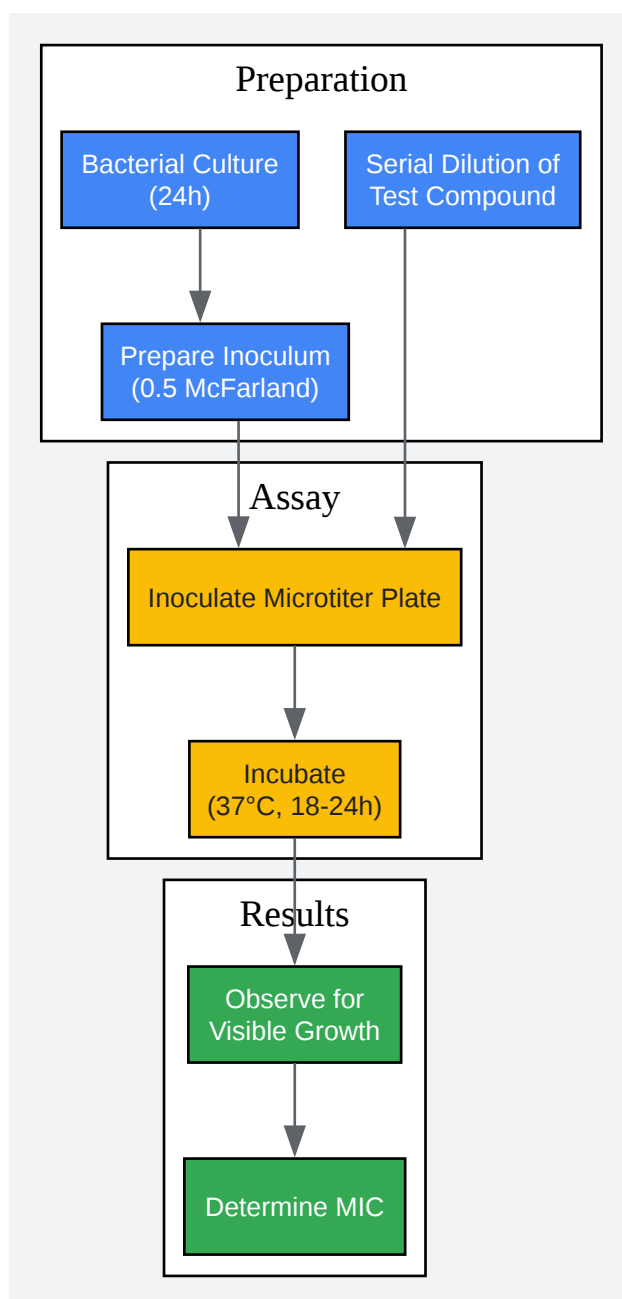 Preparation
Bacterial Culture
(24h)
Serial Dilution of
Test Compound
Prepare Inoculum
(0.5 McFarland)
Assay
Inoculate Microtiter Plate
Incubate
(37°C, 18-24h)
Results
Observe for
Visible Growth
Determine MIC